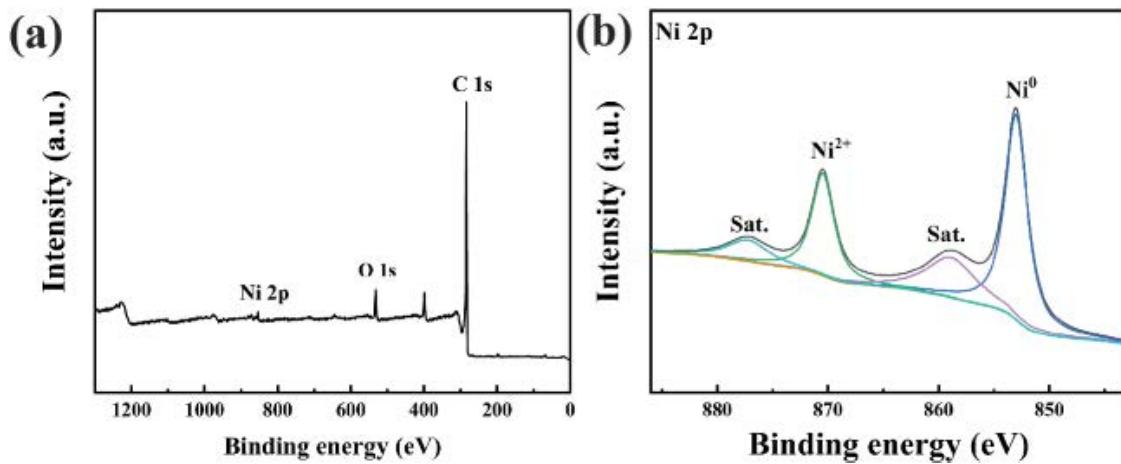 (a)
Intensity (a.u.)
C 1s
O 1s
Ni 2p
1200 1000 800 600 400 200 0
Binding energy (eV)
(b)
Ni 2p
Intensity (a.u.)
Ni⁰
Ni²⁺
Sat.
Sat.
880 870 860 850
Binding energy (eV)